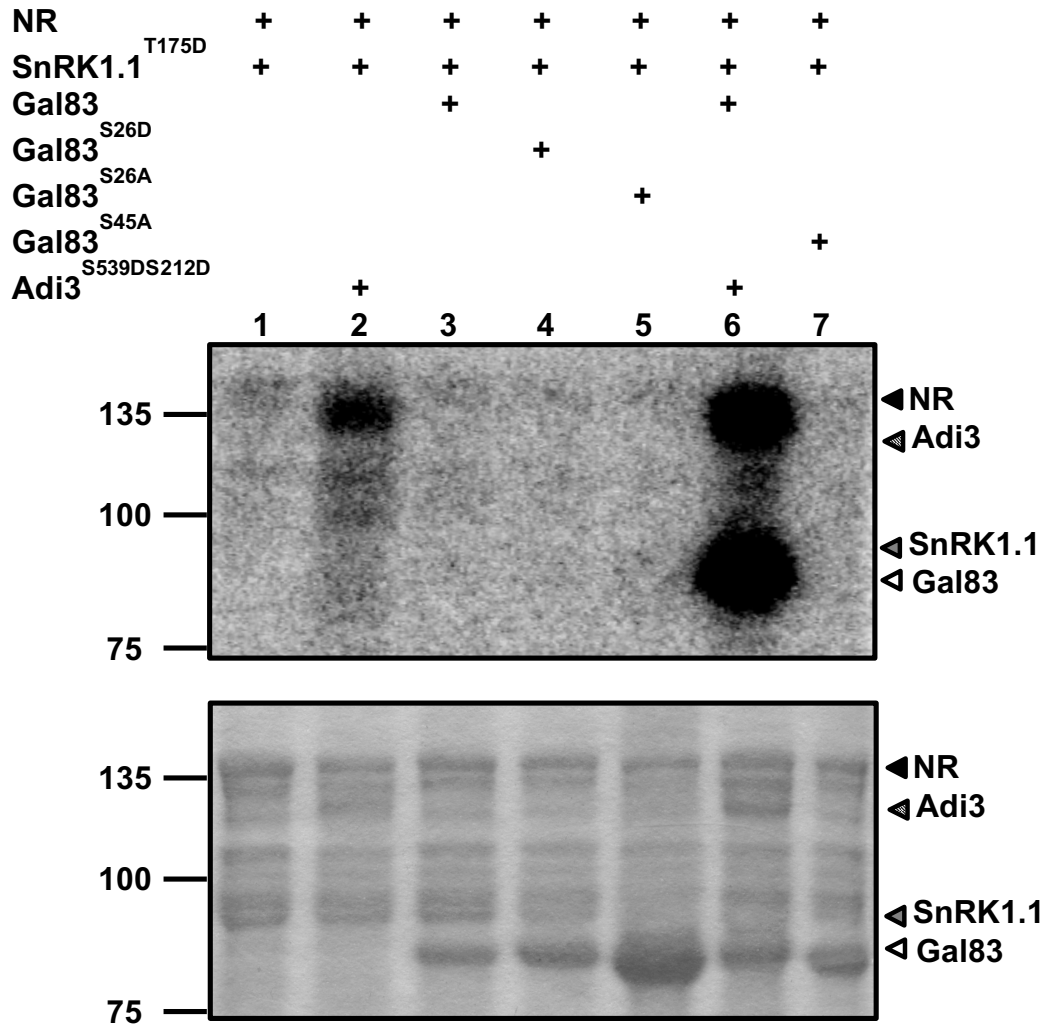 NR + + + + + + +
SnRK1.1T175D + + + + + + +
Gal83 + +
Gal83S26D +
Gal83S26A +
Gal83S45A +
Adi3S539DS212D + +
1 2 3 4 5 6 7
135
100
75
NR
Adi3
SnRK1.1
Gal83
135
100
75
NR
Adi3
SnRK1.1
Gal83